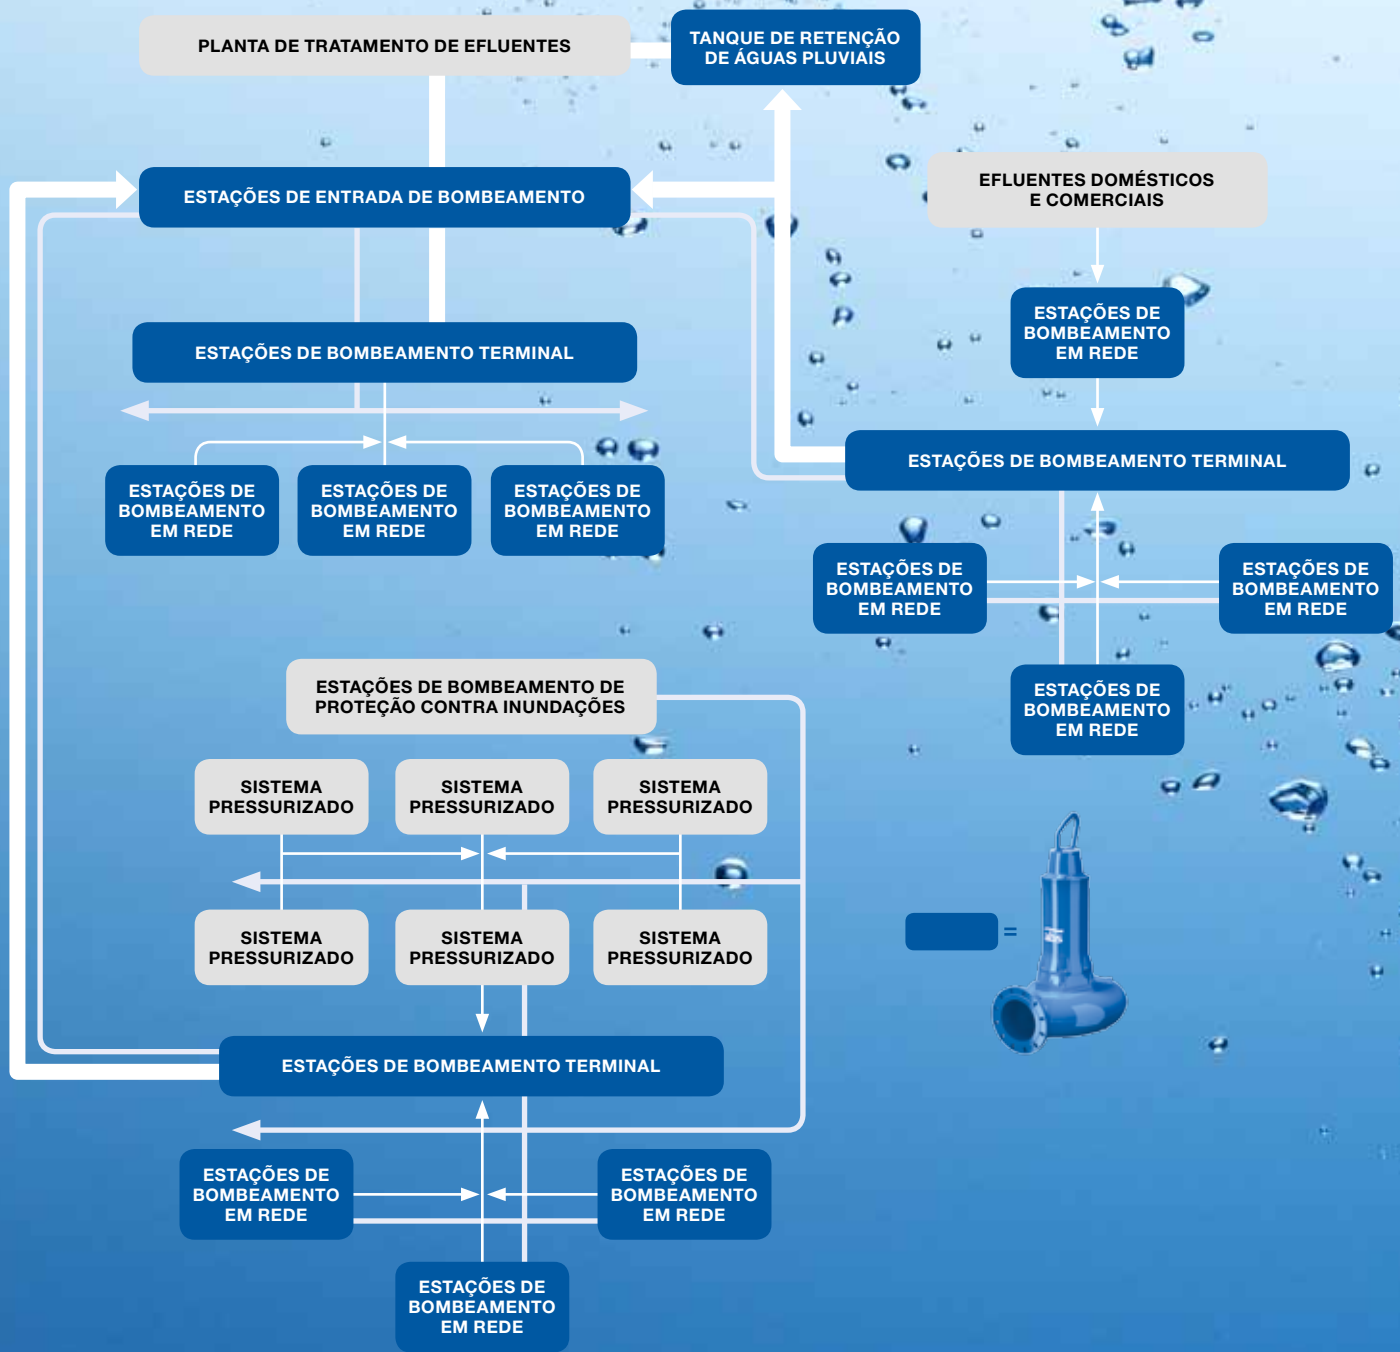 PLANTA DE TRATAMENTO DE EFLUENTES
TANQUE DE RETENÇÃO
DE ÁGUAS PLUVIAIS
ESTAÇÕES DE ENTRADA DE BOMBEAMENTO
EFLUENTES DOMÉSTICOS
E COMERCIAIS
ESTAÇÕES DE
BOMBEAMENTO
EM REDE
ESTAÇÕES DE BOMBEAMENTO TERMINAL
ESTAÇÕES DE BOMBEAMENTO TERMINAL
ESTAÇÕES DE
BOMBEAMENTO
EM REDE
ESTAÇÕES DE
BOMBEAMENTO
EM REDE
ESTAÇÕES DE
BOMBEAMENTO
EM REDE
ESTAÇÕES DE
BOMBEAMENTO
EM REDE
ESTAÇÕES DE
BOMBEAMENTO
EM REDE
ESTAÇÕES DE
BOMBEAMENTO
EM REDE
ESTAÇÕES DE BOMBEAMENTO DE
PROTEÇÃO CONTRA INUNDAÇÕES
SISTEMA
PRESSURIZADO
SISTEMA
PRESSURIZADO
SISTEMA
PRESSURIZADO
SISTEMA
PRESSURIZADO
SISTEMA
PRESSURIZADO
SISTEMA
PRESSURIZADO
=
ESTAÇÕES DE BOMBEAMENTO TERMINAL
ESTAÇÕES DE
BOMBEAMENTO
EM REDE
ESTAÇÕES DE
BOMBEAMENTO
EM REDE
ESTAÇÕES DE
BOMBEAMENTO
EM REDE